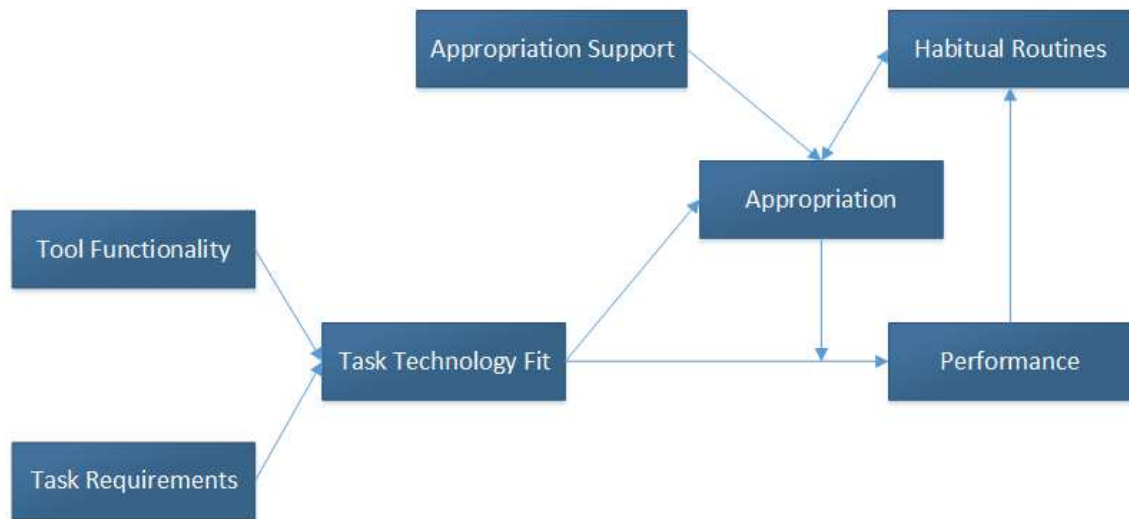 Appropriation Support
Habitual Routines
Appropriation
Tool Functionality
Task Technology Fit
Performance
Task Requirements